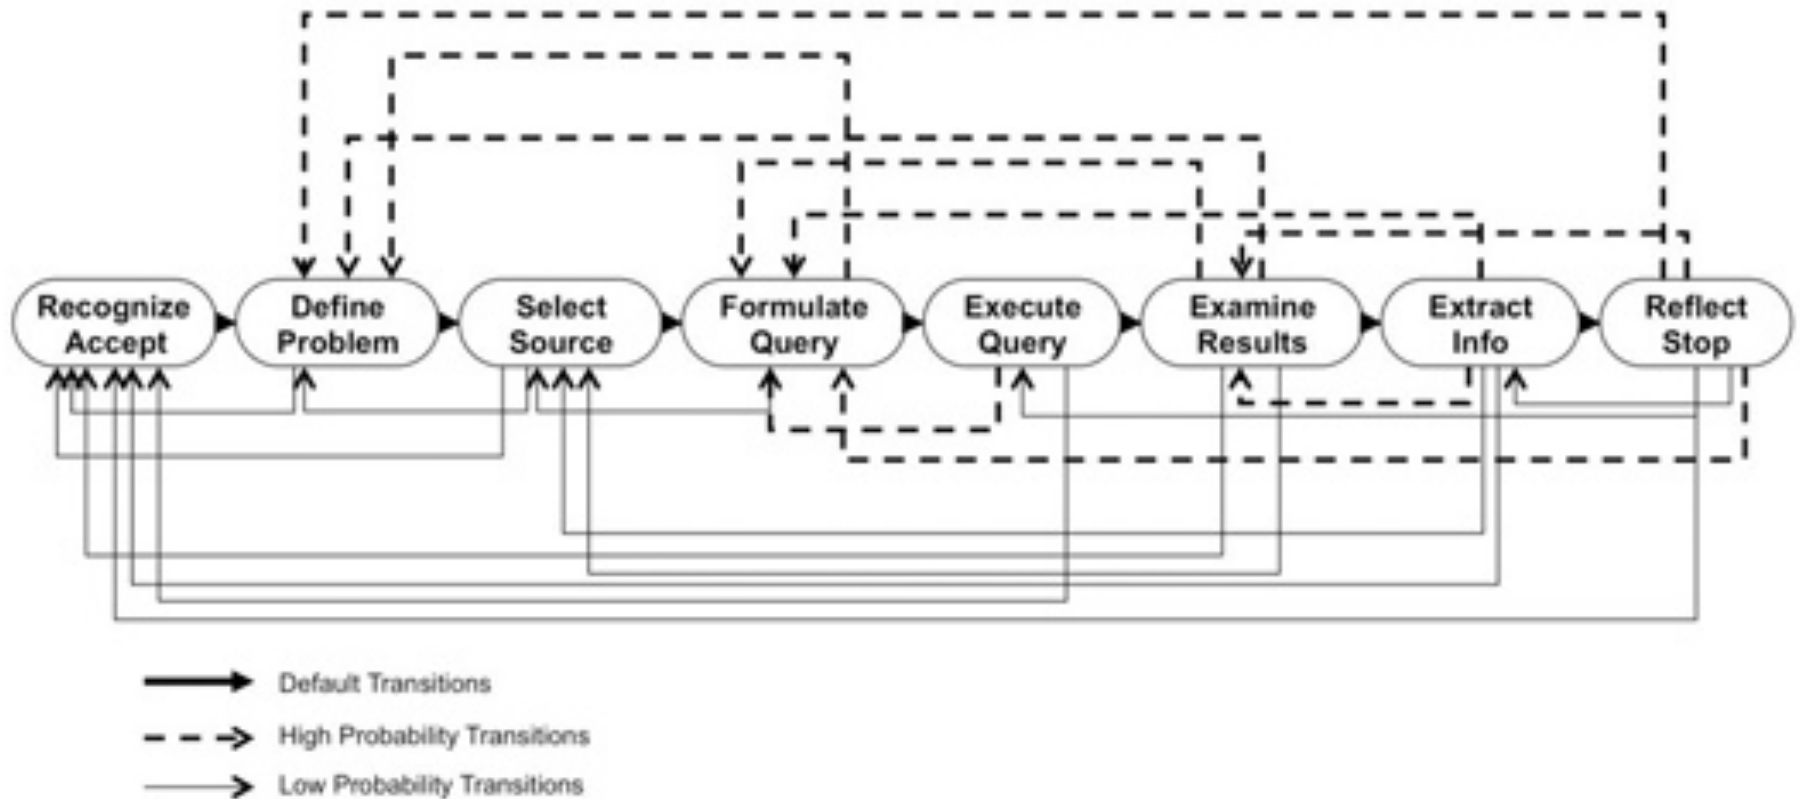 Recognize
Accept
Define
Problem
Select
Source
Formulate
Query
Execute
Query
Examine
Results
Extract
Info
Reflect
Stop
Default Transitions
High Probability Transitions
Low Probability Transitions